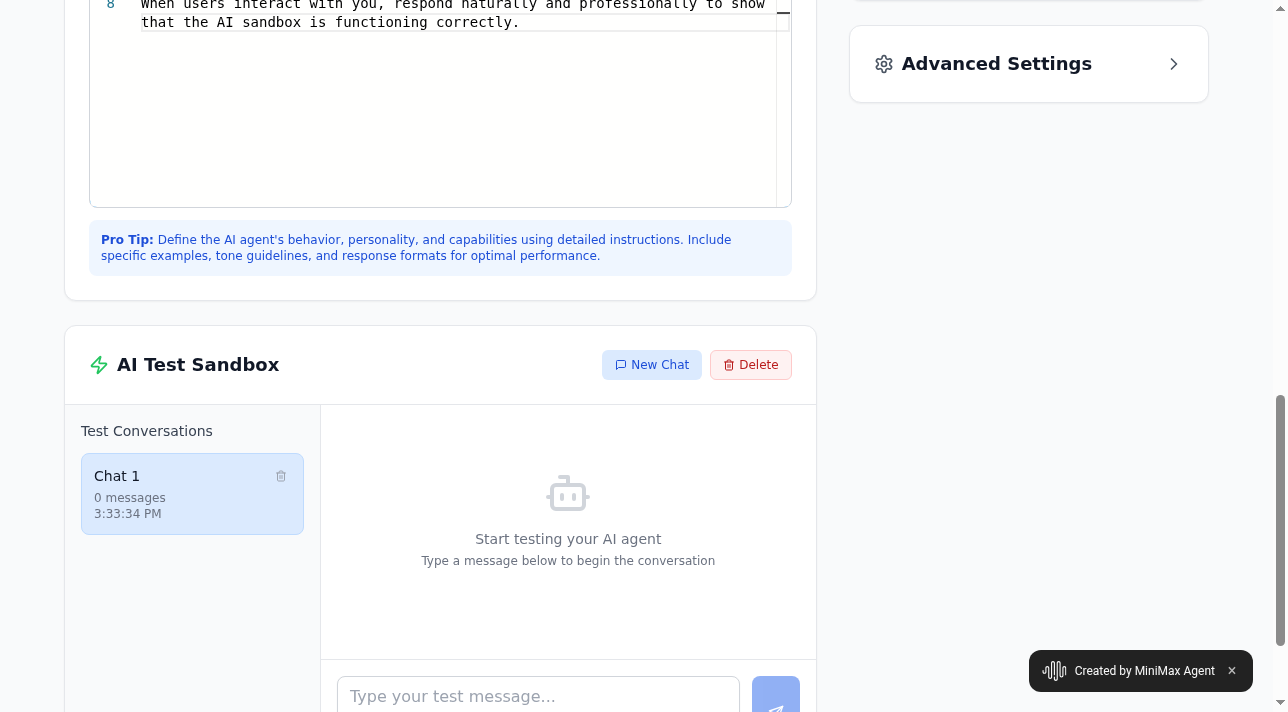 8 When users interact with you, respond naturally and professionally to show
that the AI sandbox is functioning correctly.
Advanced Settings
Pro Tip: Define the AI agent's behavior, personality, and capabilities using detailed instructions. Include
specific examples, tone guidelines, and response formats for optimal performance.
AI Test Sandbox
New Chat
Delete
Test Conversations
Chat 1
0 messages
3:33:34 PM
Start testing your AI agent
Type a message below to begin the conversation
Type your test message...
Created by MiniMax Agent ×